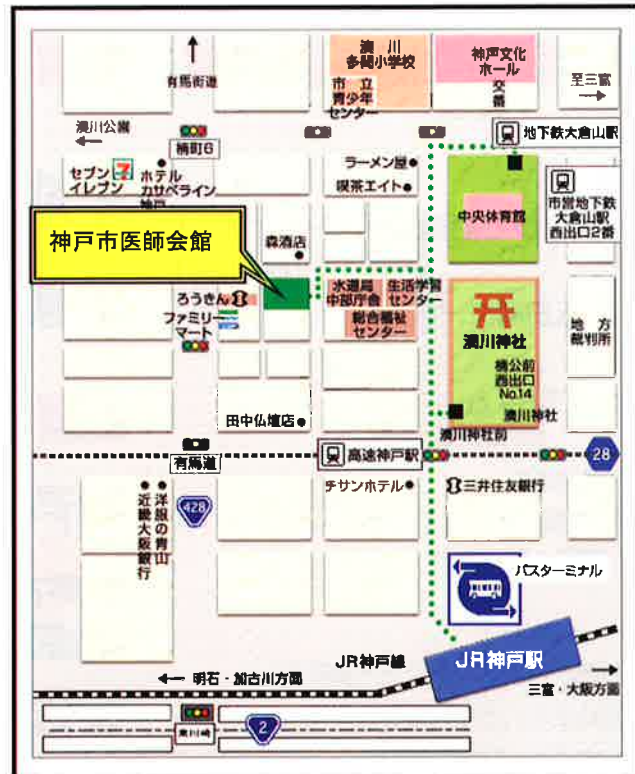 湊川
多聞小学校
神戸文化
ホール
有馬街道
市立
青少年
センター
交番
至三宮
湊川公園
楠町6
地下鉄大倉山駅
セブン
イレブン
ホテル
カサベライン
神戸
ラーメン屋
喫茶エイト
市営地下鉄
大倉山駅
西出口2番
中央体育館
神戸市医師会館
森酒店
ろうきん
ファミリー
マート
水道局
中部庁舎
生活学習
センター
総合福祉
センター
湊川神社
楠公前
西出口
No.14
地方
裁判所
湊川神社
湊川神社前
田中仏壇店
有馬道
高速神戸駅
28
チサンホテル
三井住友銀行
洋服の青山
近畿大阪銀行
428
バスターミナル
JR神戸線
JR神戸駅
明石・加古川方面
三宮・大阪方面
東川崎
2